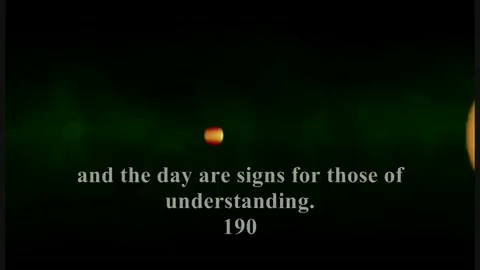 and the day are signs for those of
understanding.
190